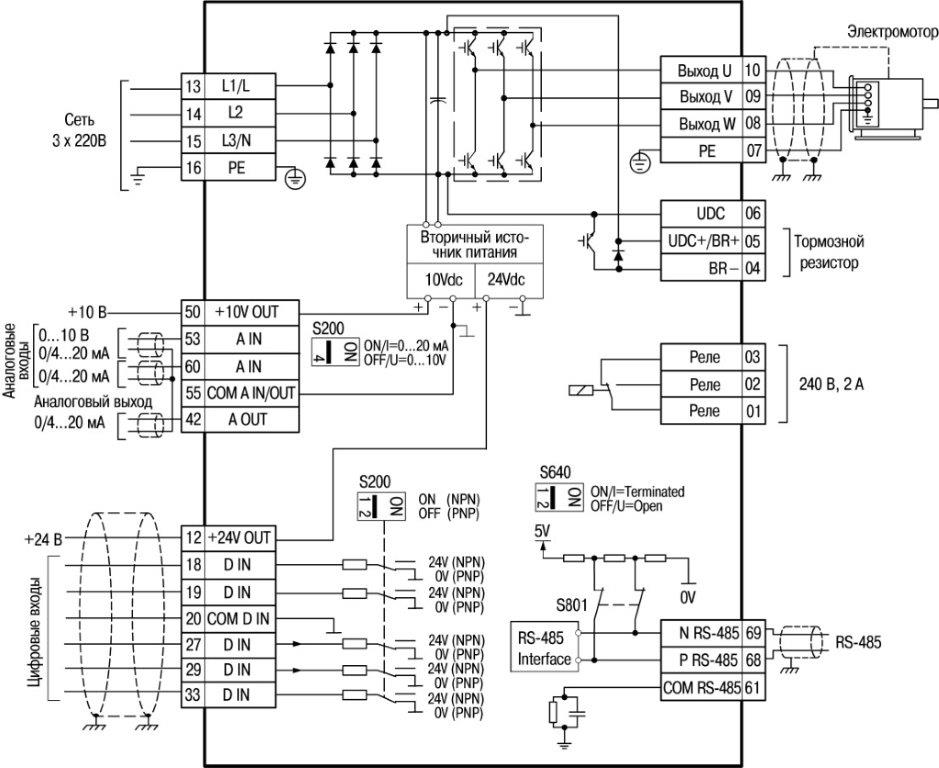 Электромотор
Сеть
3 х 220В
13 L1/L
14 L2
15 L3/N
16 PE
Выход U 10
Выход V 09
Выход W 08
PE 07
UDC 06
UDC+/BR+ 05
BR− 04
Тормозной
резистор
Вторичный исто-
чник питания
10Vdc 24Vdc
+ − + −
+10 В
50 +10V OUT
53 A IN
60 A IN
55 COM A IN/OUT
42 A OUT
Аналоговые
входы
0...10 В
0/4...20 мА
0/4...20 мА
Аналоговый выход
0/4...20 мА
S200
4 ON
ON/I=0...20 мА
OFF/U=0...10V
Реле 03
Реле 02
Реле 01
240 В, 2 А
S200
1 2 ON
ON (NPN)
OFF (PNP)
S640
1 2 ON
ON/I=Terminated
OFF/U=Open
+24 В
Цифровые входы
12 +24V OUT
18 D IN
19 D IN
20 COM D IN
27 D IN
29 D IN
33 D IN
24V (NPN)
0V (PNP)
24V (NPN)
0V (PNP)
24V (NPN)
0V (PNP)
24V (NPN)
0V (PNP)
24V (NPN)
0V (PNP)
5V
0V
S801
RS-485
Interface
N RS-485 69
P RS-485 68
COM RS-485 61
RS-485